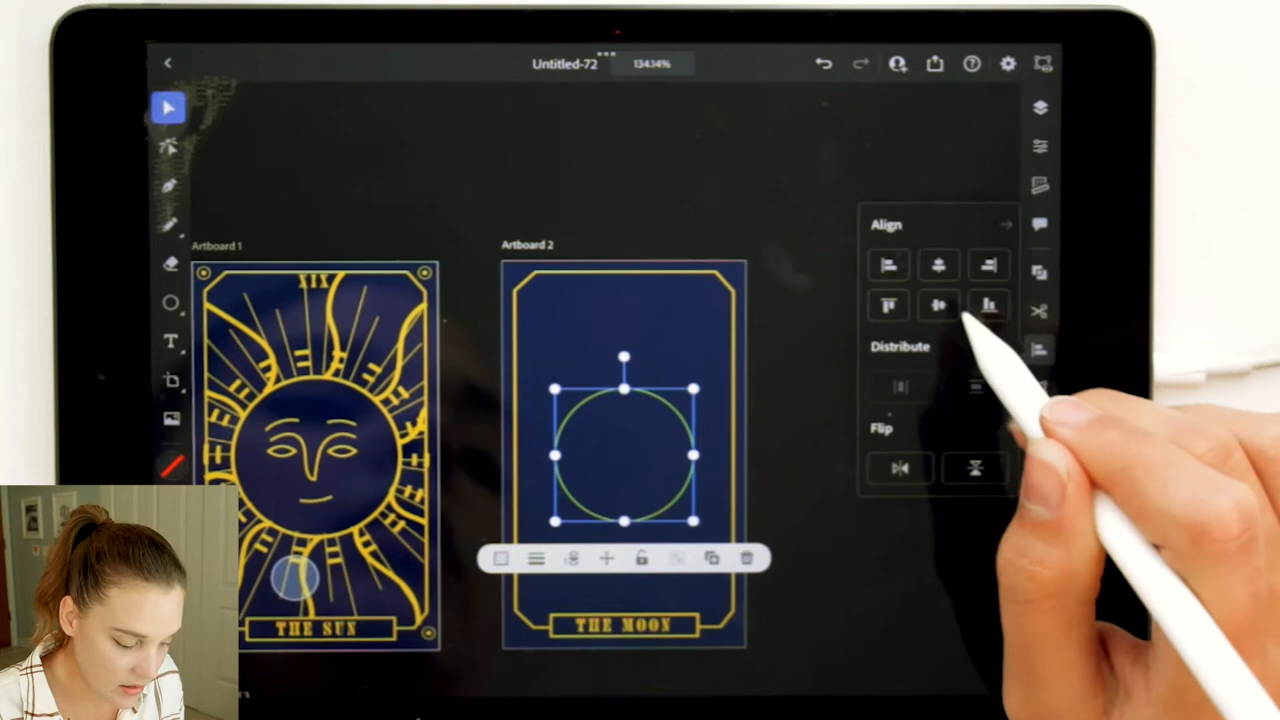 Untitled-72
134.14%
Artboard 1
Artboard 2
XIX
THE SUN
THE MOON
Align
Distribute
Flip